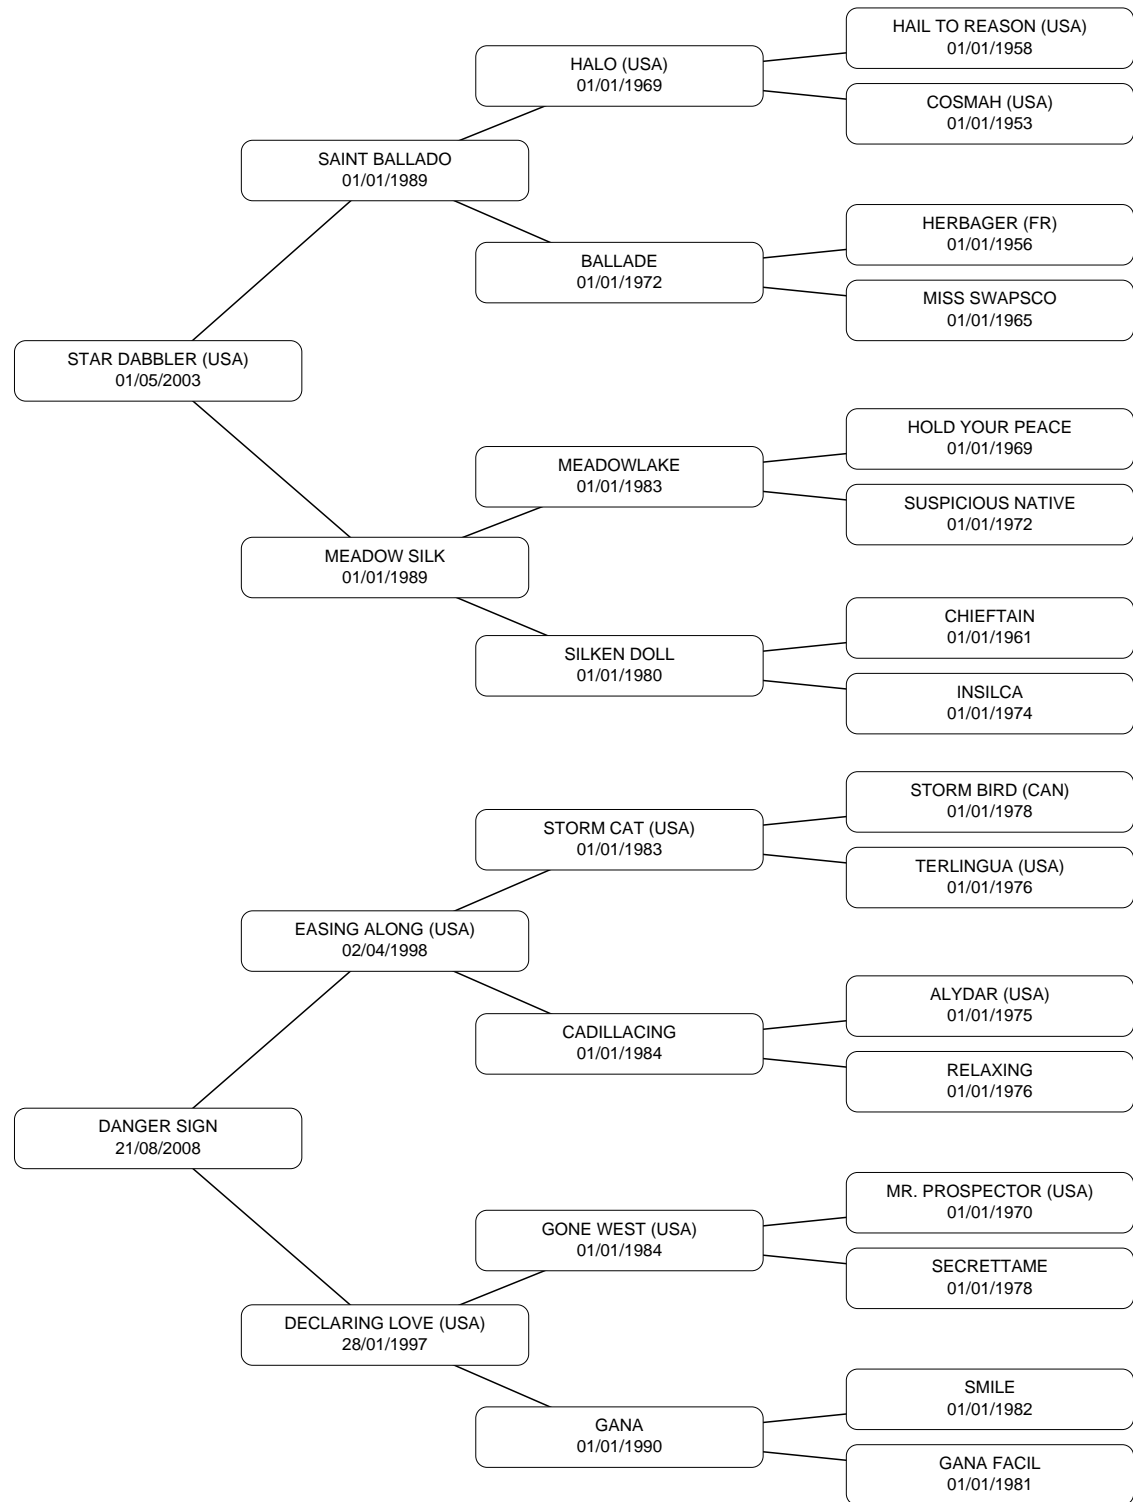 HAIL TO REASON (USA)
01/01/1958
HALO (USA)
01/01/1969
COSMAH (USA)
01/01/1953
SAINT BALLADO
01/01/1989
HERBAGER (FR)
01/01/1956
BALLADE
01/01/1972
MISS SWAPSCO
01/01/1965
STAR DABBLER (USA)
01/05/2003
HOLD YOUR PEACE
01/01/1969
MEADOWLAKE
01/01/1983
SUSPICIOUS NATIVE
01/01/1972
MEADOW SILK
01/01/1989
CHIEFTAIN
01/01/1961
SILKEN DOLL
01/01/1980
INSILCA
01/01/1974
STORM BIRD (CAN)
01/01/1978
STORM CAT (USA)
01/01/1983
TERLINGUA (USA)
01/01/1976
EASING ALONG (USA)
02/04/1998
ALYDAR (USA)
01/01/1975
CADILLACING
01/01/1984
RELAXING
01/01/1976
DANGER SIGN
21/08/2008
MR. PROSPECTOR (USA)
01/01/1970
GONE WEST (USA)
01/01/1984
SECRETTAME
01/01/1978
DECLARING LOVE (USA)
28/01/1997
SMILE
01/01/1982
GANA
01/01/1990
GANA FACIL
01/01/1981